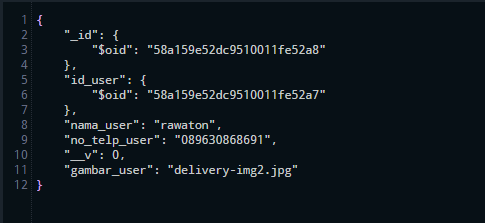 1 {
2     "_id": {
3         "$oid": "58a159e52dc9510011fe52a8"
4     },
5     "id_user": {
6         "$oid": "58a159e52dc9510011fe52a7"
7     },
8     "nama_user": "rawaton",
9     "no_telp_user": "089630868691",
10     "__v": 0,
11     "gambar_user": "delivery-img2.jpg"
12 }